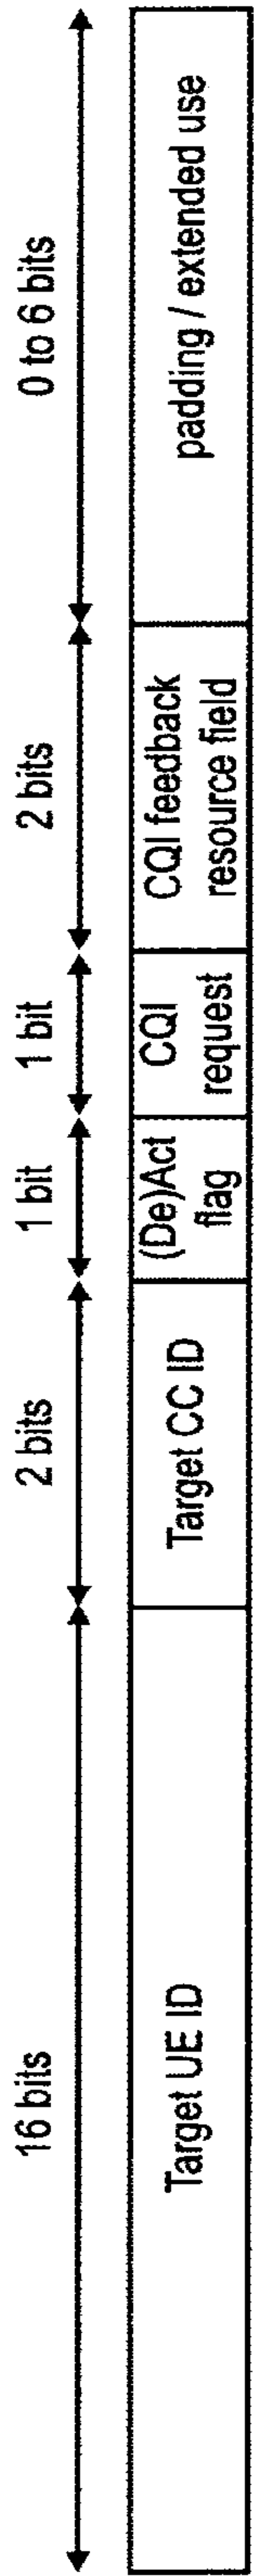 16 bits
2 bits
1 bit
1 bit
2 bits
0 to 6 bits
Target UE ID
Target CC ID
(De)Act
flag
CQI
request
CQI feedback
resource field
padding / extended use